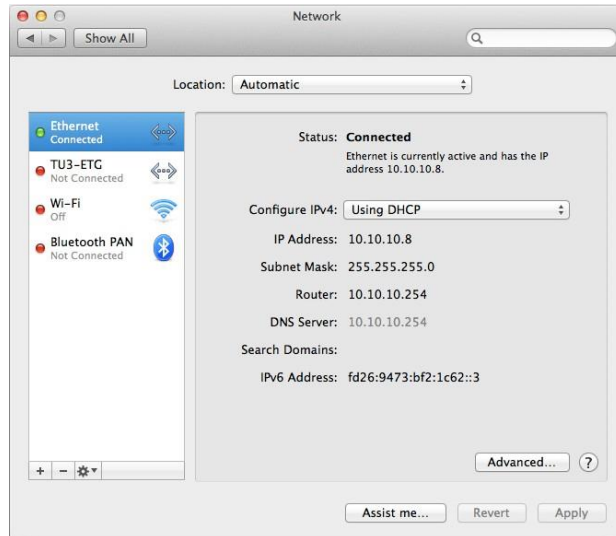 Network
Show All
Location: Automatic
Ethernet
Connected
TU3-ETG
Not Connected
Wi-Fi
Off
Bluetooth PAN
Not Connected
Status: Connected
Ethernet is currently active and has the IP
address 10.10.10.8.
Configure IPv4: Using DHCP
IP Address: 10.10.10.8
Subnet Mask: 255.255.255.0
Router: 10.10.10.254
DNS Server: 10.10.10.254
Search Domains:
IPv6 Address: fd26:9473:bf2:1c62::3
Advanced... ?
Assist me... Revert Apply